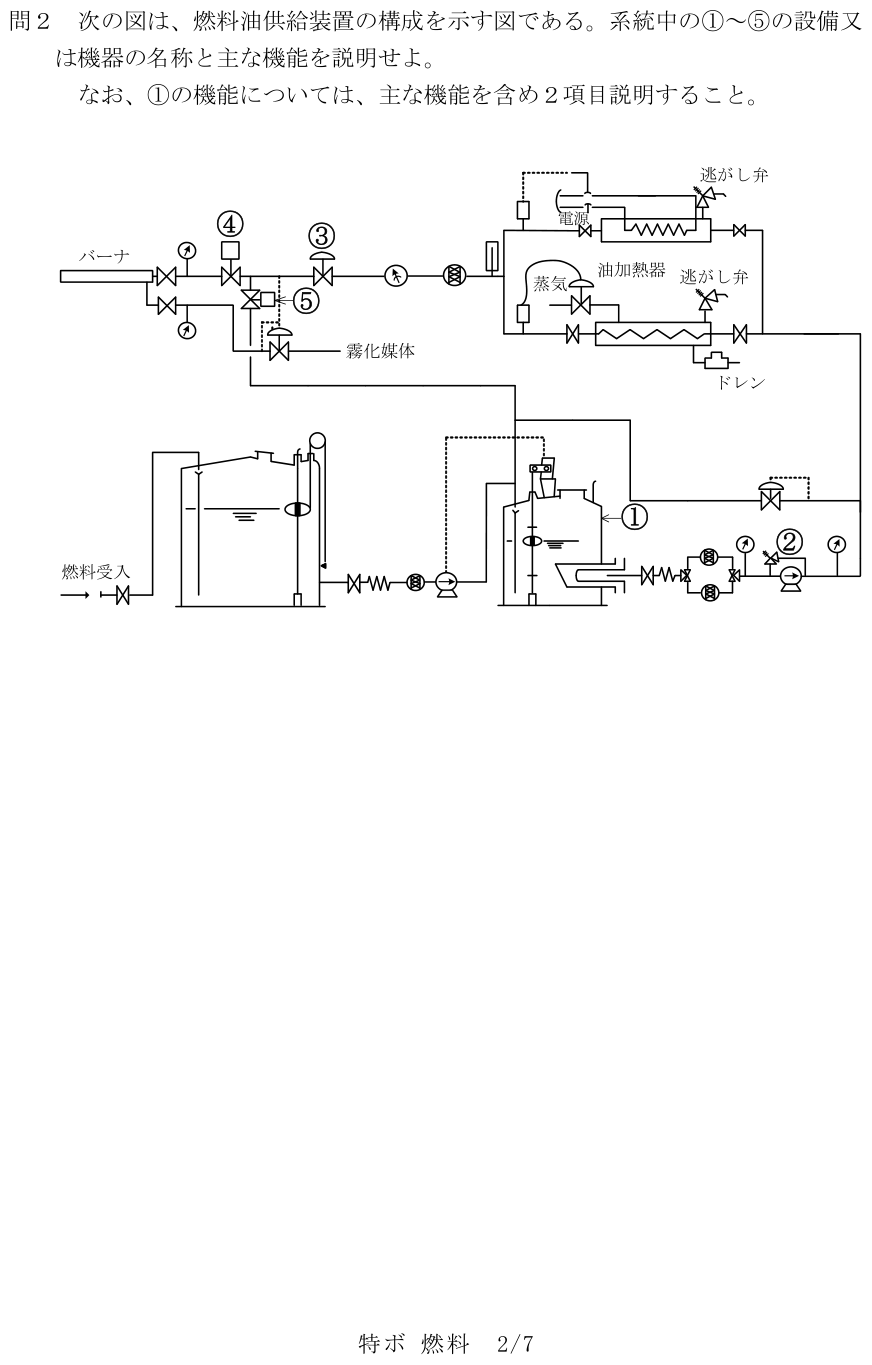 問２　次の図は、燃料油供給装置の構成を示す図である。系統中の①～⑤の設備又
は機器の名称と主な機能を説明せよ。
なお、①の機能については、主な機能を含め２項目説明すること。
逃がし弁
④
電源
③
バーナ
油加熱器
逃がし弁
蒸気
⑤
霧化媒体
ドレン
①
②
燃料受入
特ボ 燃料　2/7